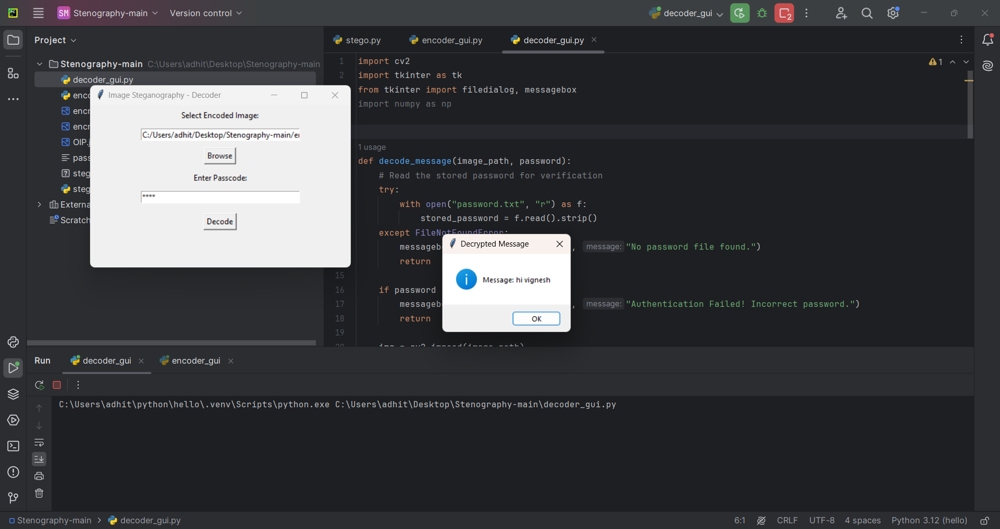 SM Stenography-main Version control decoder_gui 2
Project stego.py encoder_gui.py decoder_gui.py
Stenography-main C:\Users\adhit\Desktop\Stenography-main
decoder_gui.py
enc
encr
encr
OIP.j
pass
steg
steg
Externa
Scratch
Image Steganography - Decoder
Select Encoded Image:
C:/Users/adhit/Desktop/Stenography-main/e
Browse
Enter Passcode:
****
Decode
1 import cv2
2 import tkinter as tk
from tkinter import filedialog, messagebox
import numpy as np
1 usage
def decode_message(image_path, password):
# Read the stored password for verification
try:
with open("password.txt", "r") as f:
stored_password = f.read().strip()
except FileNotFoundError:
messageb , message: "No password file found.")
return
15
16 if password
17 messageb , message: "Authentication Failed! Incorrect password.")
18 return
19
20 img = cv2.imread(image_path)
1
Decrypted Message
Message: hi vignesh
OK
Run decoder_gui encoder_gui
C:\Users\adhit\python\hello\.venv\Scripts\python.exe C:\Users\adhit\Desktop\Stenography-main\decoder_gui.py
Stenography-main > decoder_gui.py 6:1 CRLF UTF-8 4 spaces Python 3.12 (hello)